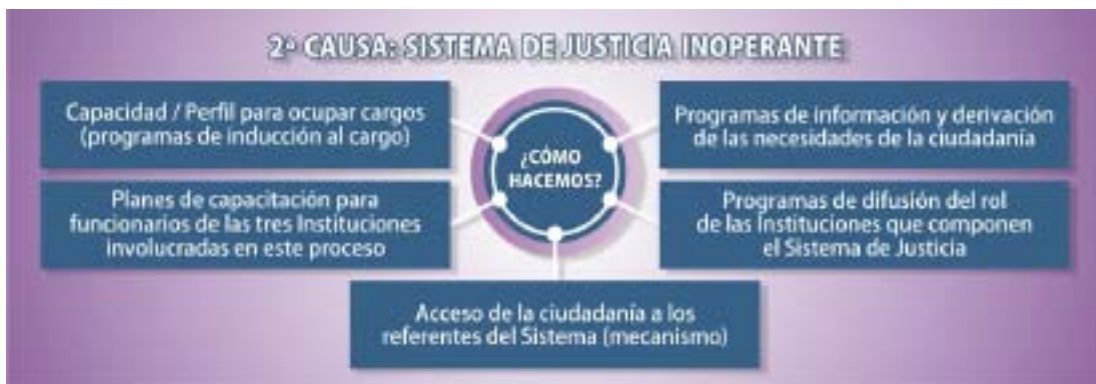 2ª CAUSA: SISTEMA DE JUSTICIA INOPERANTE
Capacidad / Perfil para ocupar cargos
(programas de inducción al cargo)
Planes de capacitación para
funcionarios de las tres Instituciones
involucradas en este proceso
¿CÓMO
HACEMOS?
Programas de información y derivación
de las necesidades de la ciudadanía
Programas de difusión del rol
de las Instituciones que componen
el Sistema de Justicia
Acceso de la ciudadanía a los
referentes del Sistema (mecanismo)